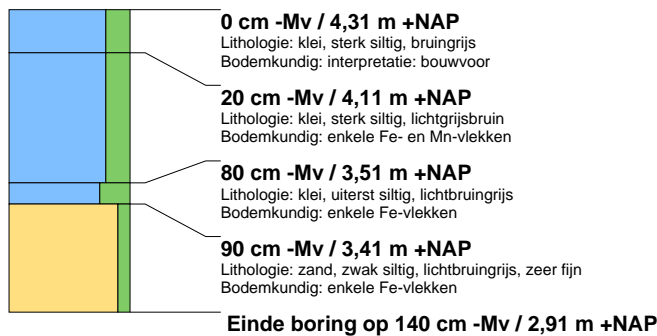 0 cm -Mv / 4,31 m +NAP
Lithologie: klei, sterk siltig, bruingrijs
Bodemkundig: interpretatie: bouwvoor
20 cm -Mv / 4,11 m +NAP
Lithologie: klei, sterk siltig, lichtgrijsbruin
Bodemkundig: enkele Fe- en Mn-vlekken
80 cm -Mv / 3,51 m +NAP
Lithologie: klei, uiterst siltig, lichtbruingrijs
Bodemkundig: enkele Fe-vlekken
90 cm -Mv / 3,41 m +NAP
Lithologie: zand, zwak siltig, lichtbruingrijs, zeer fijn
Bodemkundig: enkele Fe-vlekken
Einde boring op 140 cm -Mv / 2,91 m +NAP